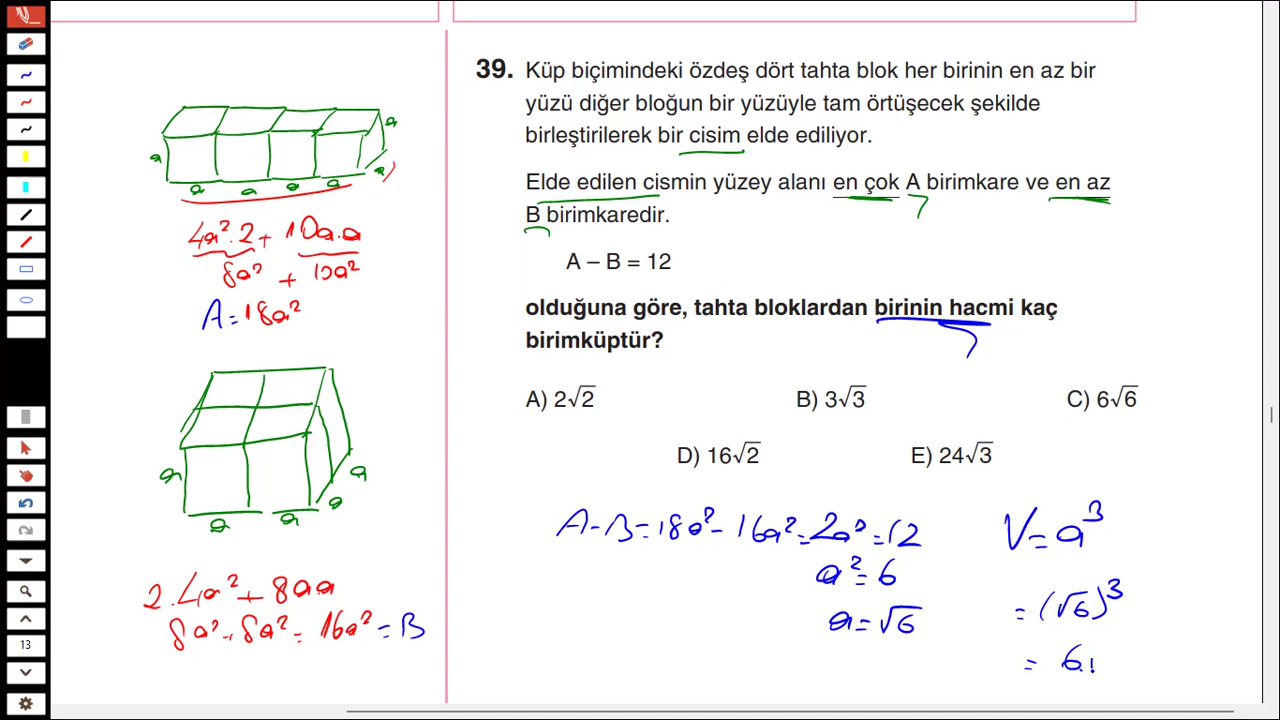 39. Küp biçimindeki özdeş dört tahta blok her birinin en az bir
yüzü diğer bloğun bir yüzüyle tam örtüşecek şekilde
birleştirilerek bir cisim elde ediliyor.
Elde edilen cismin yüzey alanı en çok A birimkare ve en az
B birimkaredir.
A – B = 12
olduğuna göre, tahta bloklardan birinin hacmi kaç
birimküptür?
A) 2√2 B) 3√3 C) 6√6
D) 16√2 E) 24√3
a
a
a a a a a
4a².2 + 10a.a
8a² + 10a²
A = 18a²
a
a
a a a
2.4a² + 8aa
8a² + 8a² = 16a² = B
A-B = 18a² - 16a² = 2a² = 12
a² = 6
a = √6
V = a³
= (√6)³
= 6.
13